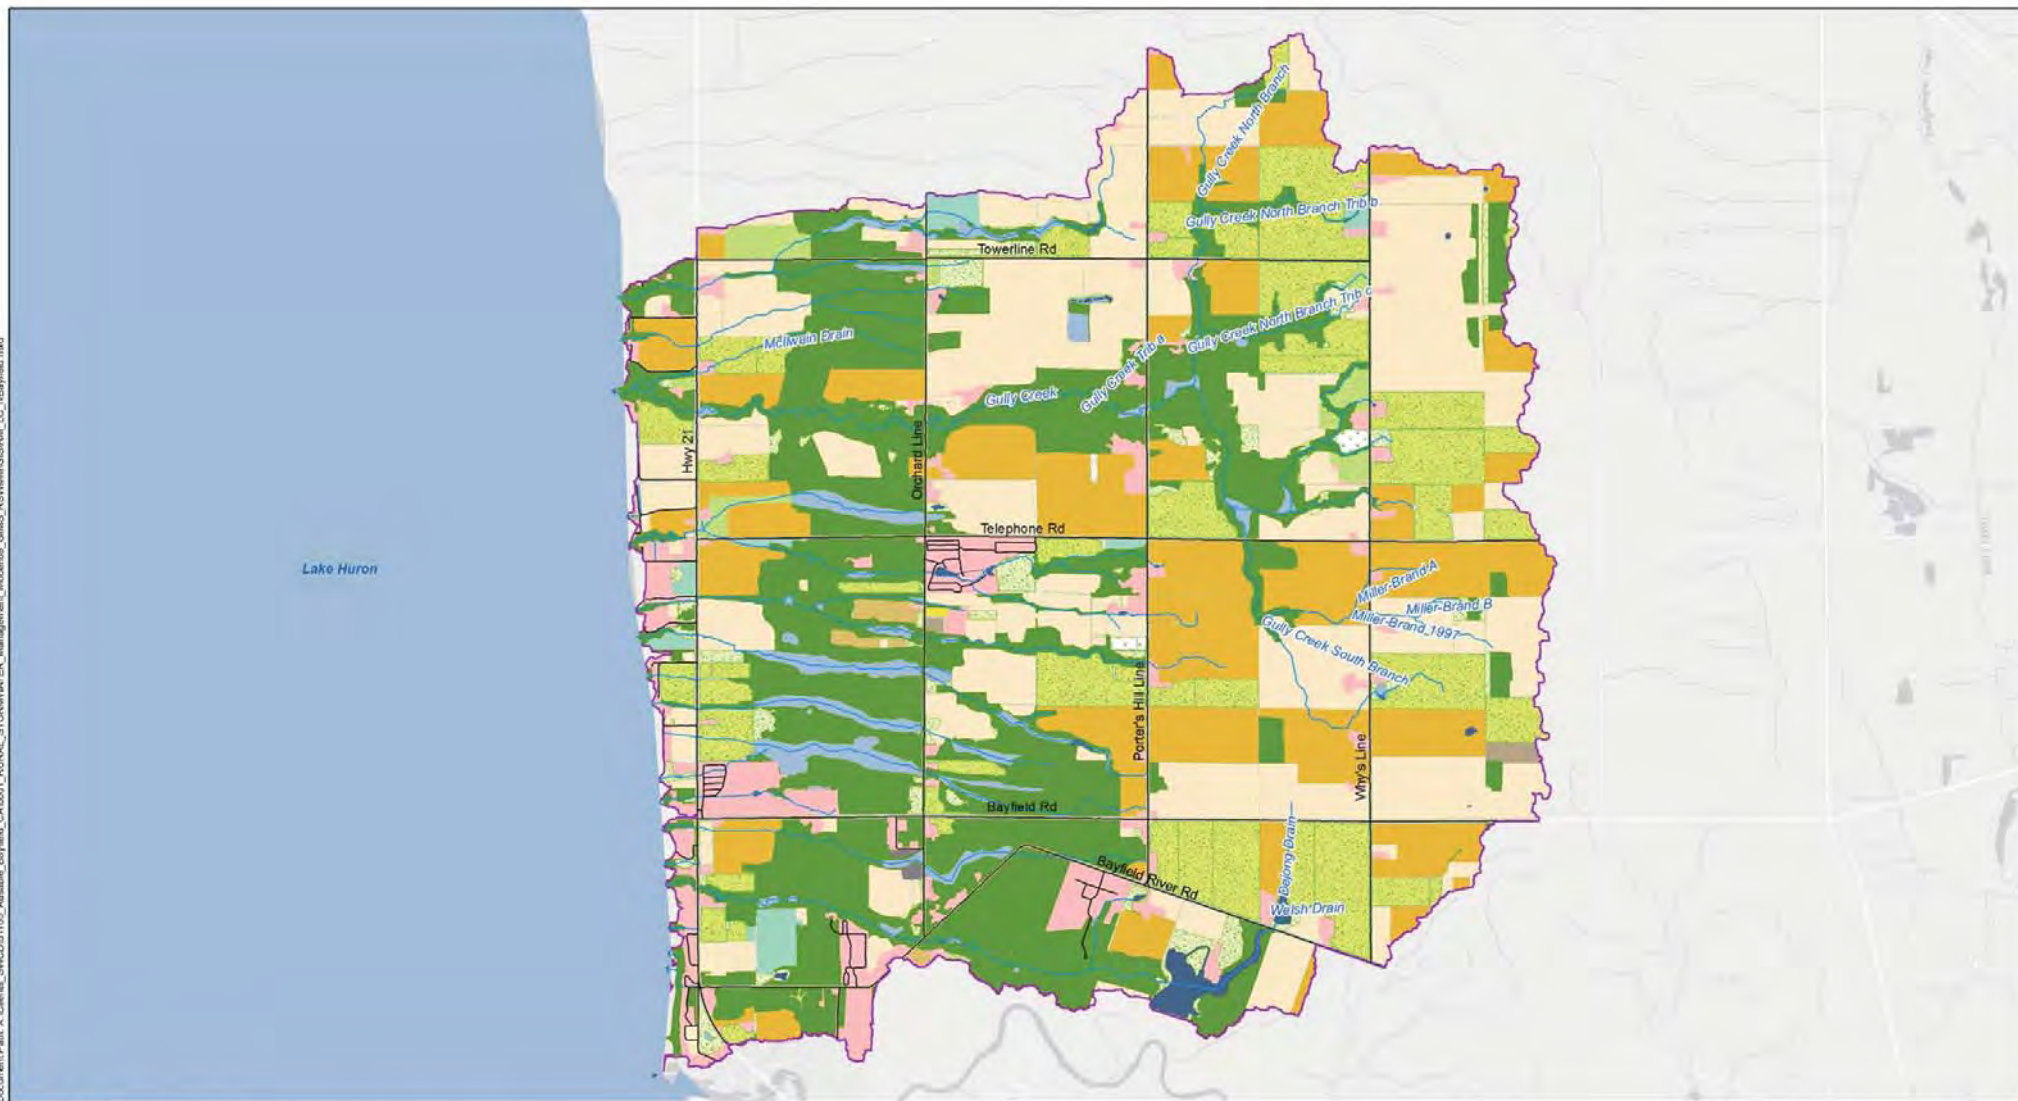 Gully Creek North Branch
Gully Creek North Branch Trib b
Towerline Rd
Gully Creek North Branch Trib c
McIlwain Drain
Gully Creek Trib a
Gully Creek
Hwy 21
Orchard Line
Telephone Rd
Lake Huron
Miller-Brand A
Miller-Brand B
Miller-Brand_1997
Gully Creek South Branch
Porter's Hill Line
Why's Line
Bayfield Rd
Dejong Drain
Bayfield River Rd
Welsh Drain